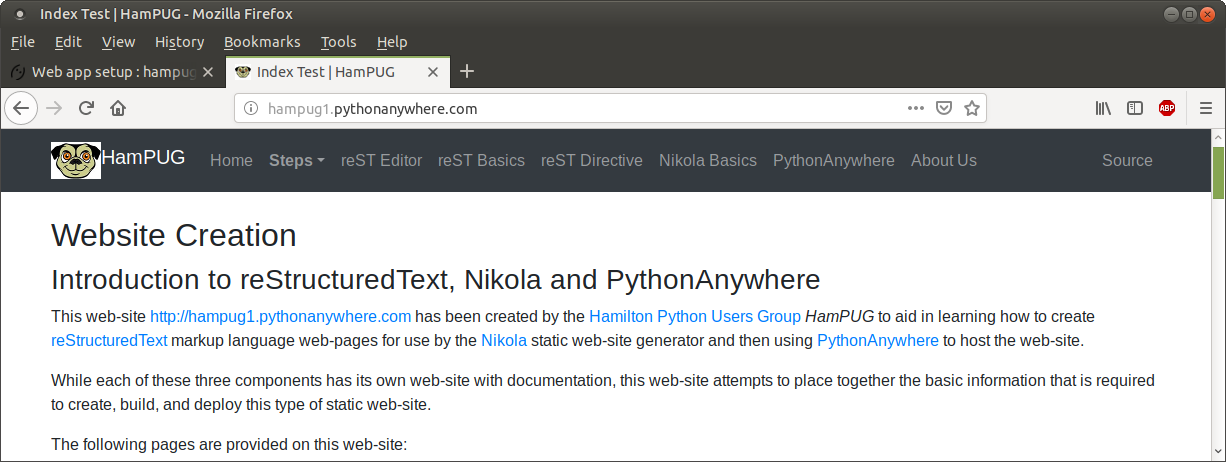 Index Test | HamPUG - Mozilla Firefox
File Edit View History Bookmarks Tools Help
Web app setup : hampug Index Test | HamPUG
hampug1.pythonanywhere.com
ABP
HamPUG Home Steps reST Editor reST Basics reST Directive Nikola Basics PythonAnywhere About Us Source
Website Creation
Introduction to reStructuredText, Nikola and PythonAnywhere
This web-site http://hampug1.pythonanywhere.com has been created by the Hamilton Python Users Group HamPUG to aid in learning how to create
reStructuredText markup language web-pages for use by the Nikola static web-site generator and then using PythonAnywhere to host the web-site.
While each of these three components has its own web-site with documentation, this web-site attempts to place together the basic information that is required
to create, build, and deploy this type of static web-site.
The following pages are provided on this web-site: